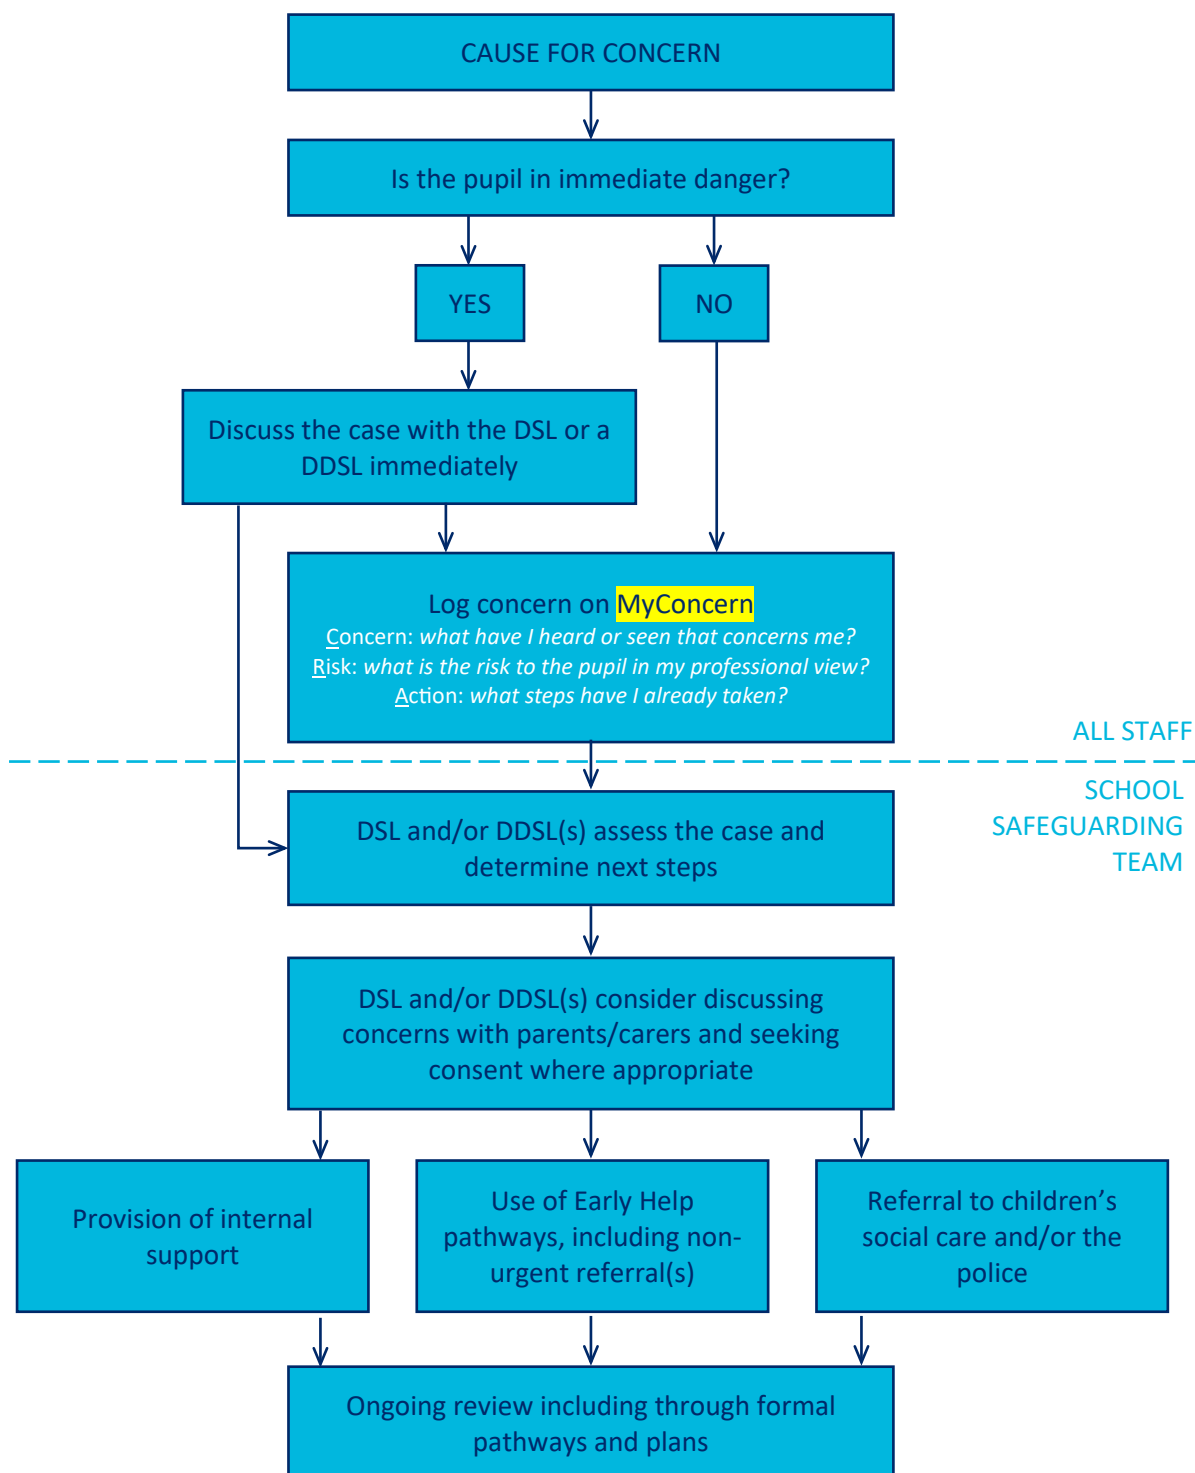 CAUSE FOR CONCERN
Is the pupil in immediate danger?
YES
NO
Discuss the case with the DSL or a
DDSL immediately
Log concern on MyConcern
Concern: what have I heard or seen that concerns me?
Risk: what is the risk to the pupil in my professional view?
Action: what steps have I already taken?
ALL STAFF
SCHOOL
SAFEGUARDING
TEAM
DSL and/or DDSL(s) assess the case and
determine next steps
DSL and/or DDSL(s) consider discussing
concerns with parents/carers and seeking
consent where appropriate
Provision of internal
support
Use of Early Help
pathways, including non-
urgent referral(s)
Referral to children’s
social care and/or the
police
Ongoing review including through formal
pathways and plans